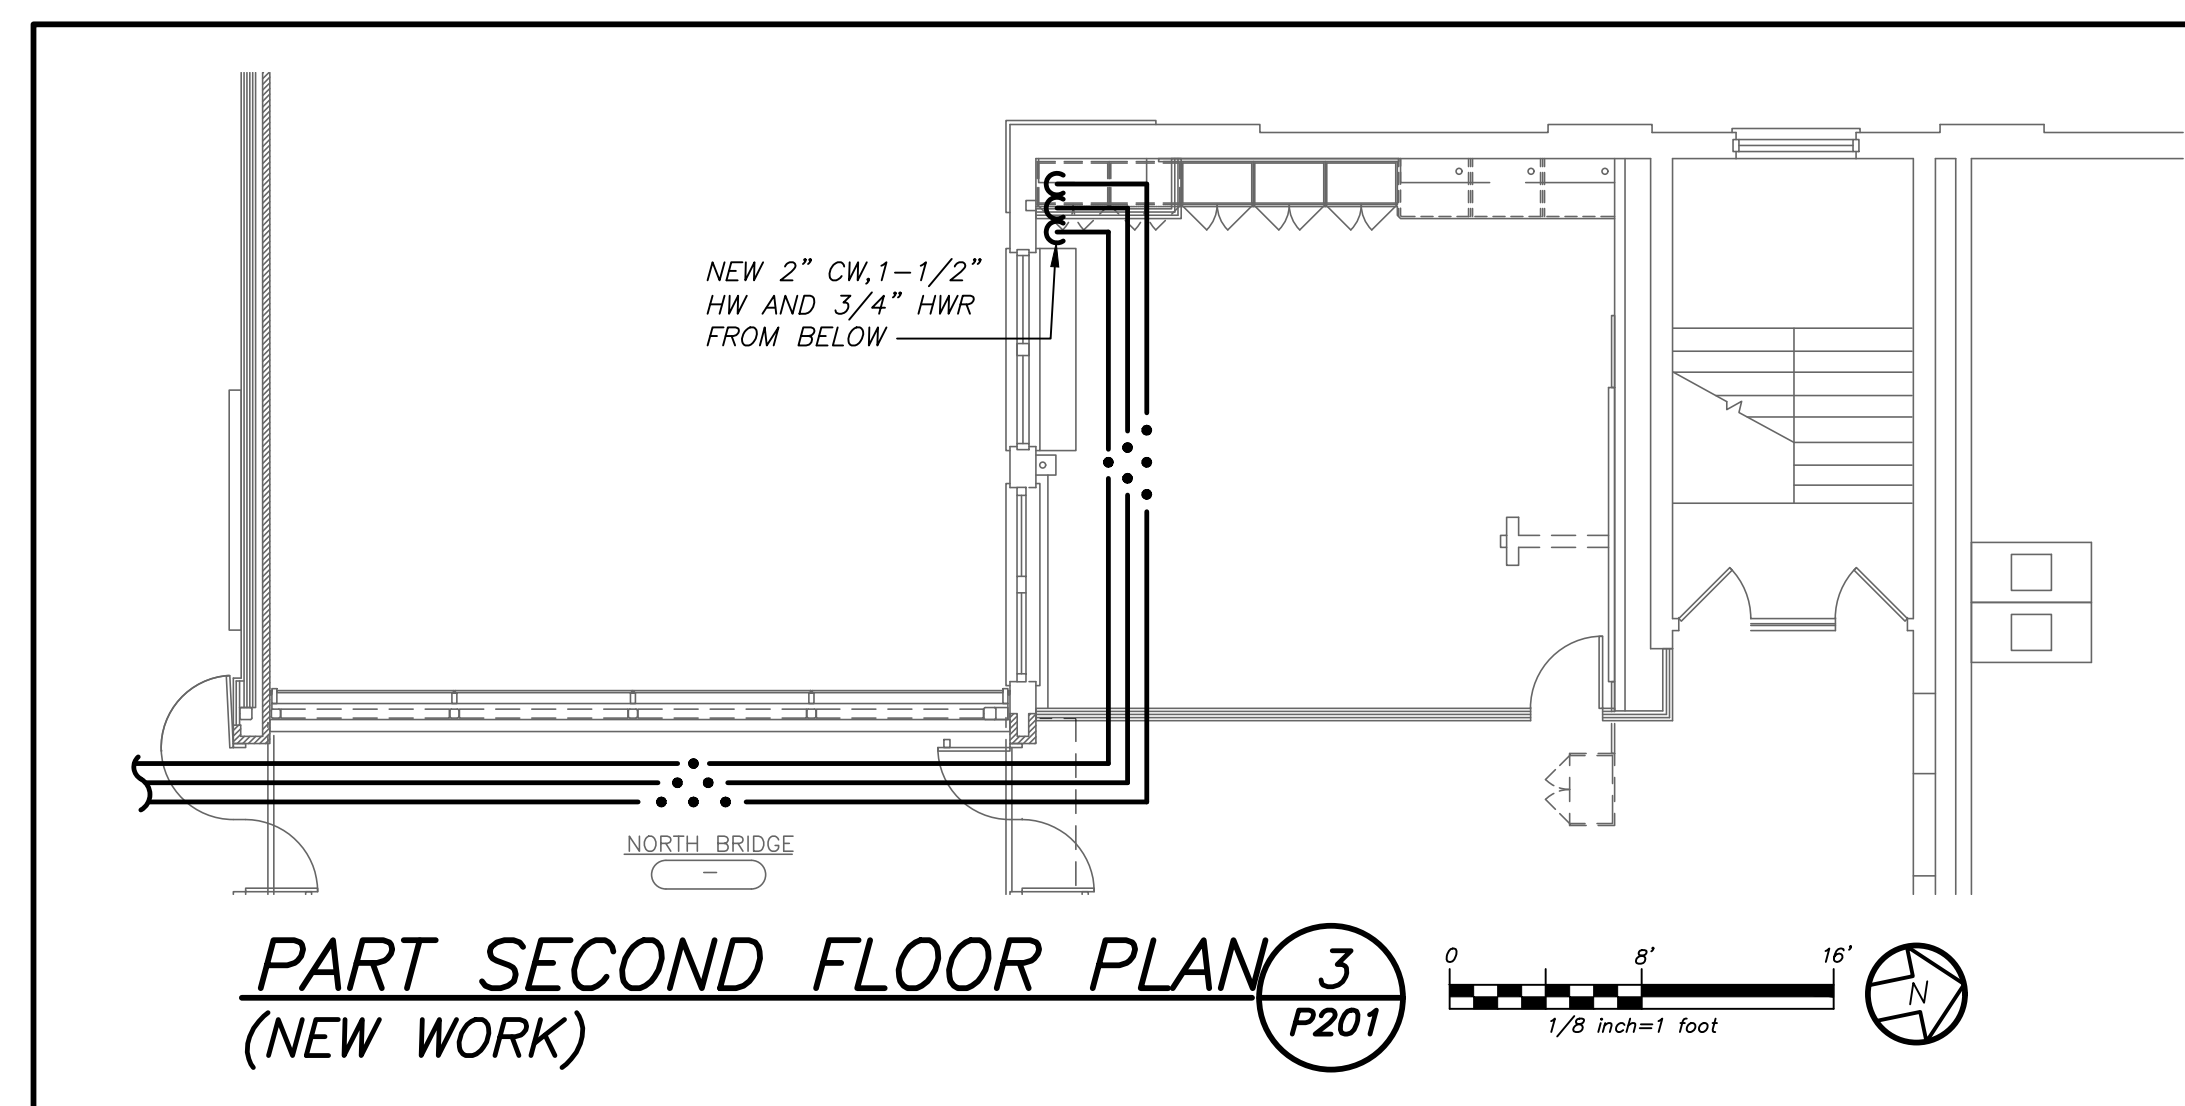 NEW 2” CW,1-1/2”
HW AND 3/4” HWR
FROM BELOW
NORTH BRIDGE
-
PART SECOND FLOOR PLAN
(NEW WORK)
3
P201
0 8' 16'
1/8 inch=1 foot
N